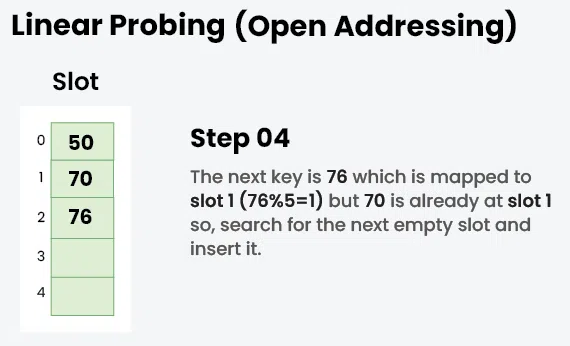 Linear Probing (Open Addressing)
Slot
0 50
1 70
2 76
3
4
Step 04
The next key is 76 which is mapped to
slot 1 (76%5=1) but 70 is already at slot 1
so, search for the next empty slot and
insert it.